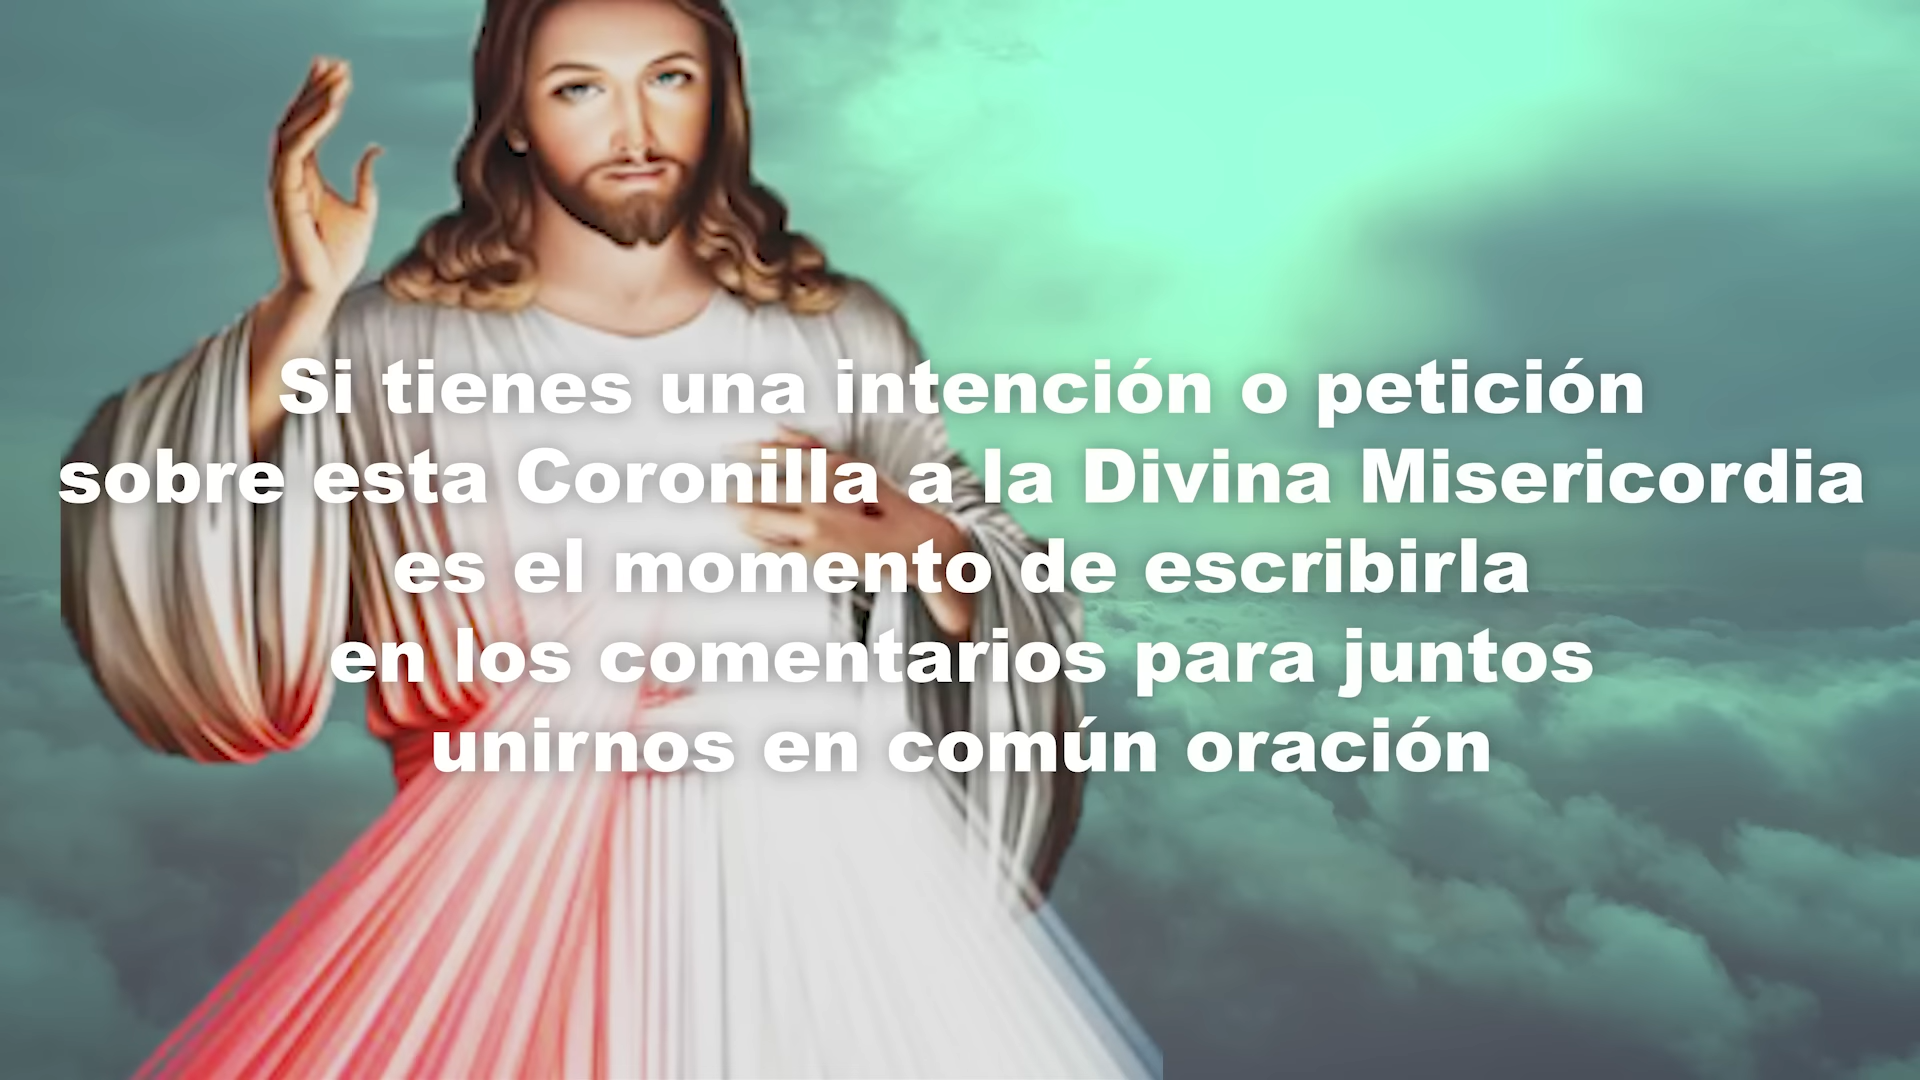 Si tienes una intención o petición
sobre esta Coronilla a la Divina Misericordia
es el momento de escribirla
en los comentarios para juntos
unirnos en común oración